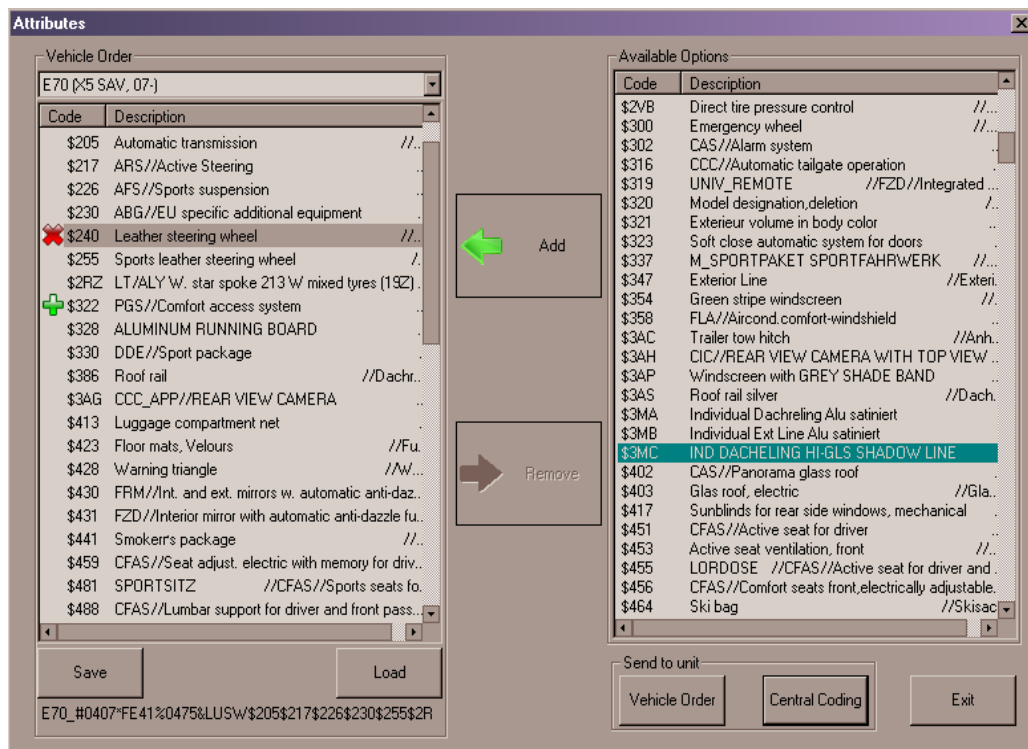 Attributes
Vehicle Order
E70 (X5 SAV, 07-)
Code Description
$205 Automatic transmission //..
$217 ARS//Active Steering ..
$226 AFS//Sports suspension ..
$230 ABG//EU specific additional equipment .
$240 Leather steering wheel //..
$255 Sports leather steering wheel /.
$2RZ LT/ALY W. star spoke 213 W mixed tyres (19Z) .
$322 PGS//Comfort access system ..
$328 ALUMINUM RUNNING BOARD .
$330 DDE//Sport package ..
$386 Roof rail //Dachr..
$3AG CCC_APP//REAR VIEW CAMERA ..
$413 Luggage compartment net .
$423 Floor mats, Velours //Fu.
$428 Warning triangle //W...
$430 FRM//Int. and ext. mirrors w. automatic anti-daz..
$431 FZD//Interior mirror with automatic anti-dazzle fu..
$441 Smokerr's package //..
$459 CFAS//Seat adjust. electric with memory for driv..
$481 SPORTSITZ //CFAS//Sports seats fo.
$488 CFAS//Lumbar support for driver and front pass...
Save
Load
E70_#0407*FE41%0475&LUSW$205$217$226$230$255$2R
Add
Remove
Available Options
Code Description
$2VB Direct tire pressure control //...
$300 Emergency wheel //...
$302 CAS//Alarm system ..
$316 CCC//Automatic tailgate operation .
$319 UNIV_REMOTE //FZD//Integrated ...
$320 Model designation,deletion /..
$321 Exterieur volume in body color ..
$323 Soft close automatic system for doors .
$337 M_SPORTPAKET SPORTFAHRWERK //...
$347 Exterior Line //Exteri.
$354 Green stripe windscreen //.
$358 FLA//Aircond.comfort-windshield ..
$3AC Trailer tow hitch //Anh..
$3AH CIC//REAR VIEW CAMERA WITH TOP VIEW ..
$3AP Windscreen with GREY SHADE BAND ..
$3AS Roof rail silver //Dach.
$3MA Individual Dachreling Alu satiniert
$3MB Individual Ext Line Alu satiniert
$3MC IND DACHELING HI-GLS SHADOW LINE
$402 CAS//Panorama glass roof .
$403 Glas roof, electric //Gla..
$417 Sunblinds for rear side windows, mechanical .
$451 CFAS//Active seat for driver ..
$453 Active seat ventilation, front //..
$455 LORDOSE //CFAS//Active seat for driver and .
$456 CFAS//Comfort seats front,electrically adjustable.
$464 Ski bag //Skisac
Send to unit
Vehicle Order
Central Coding
Exit